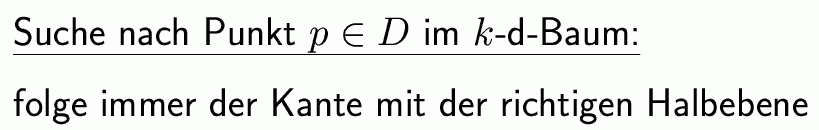 Suche nach Punkt p ∈ D im k-d-Baum:
folge immer der Kante mit der richtigen Halbebene